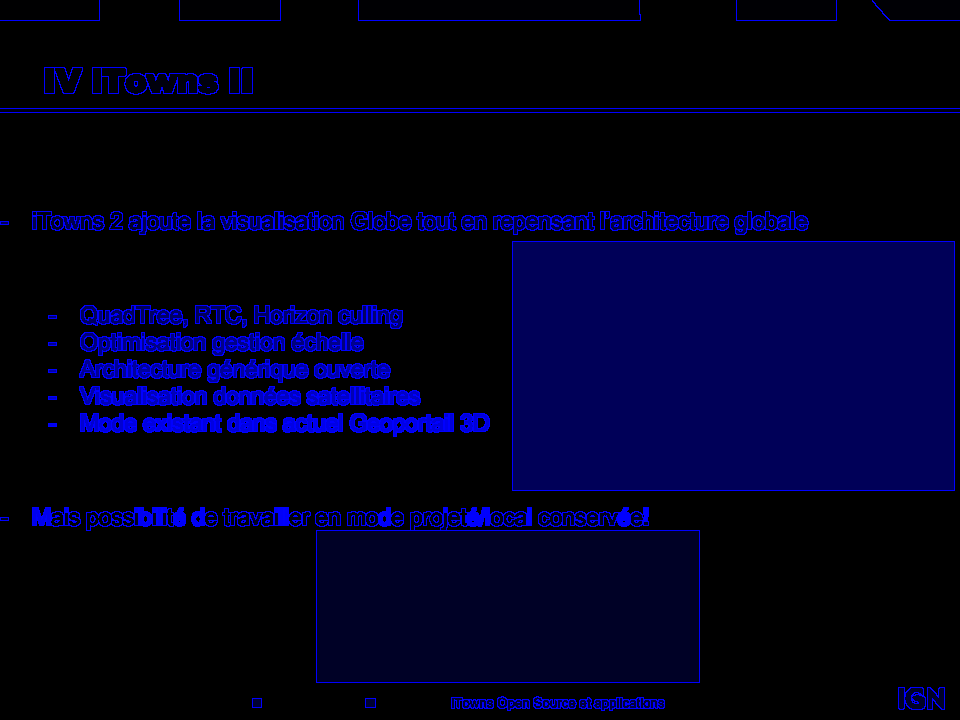 IV iTowns II
- iTowns 2 ajoute la visualisation Globe tout en repensant l'architecture globale
- QuadTree, RTC, Horizon culling
- Optimisation gestion échelle
- Architecture générique ouverte
- Visualisation données satellitaires
- Mode existant dans actuel Geoportail 3D
- Mais possibilité de travailler en mode projeté/local conservée!
iTowns Open Source et applications
IGN